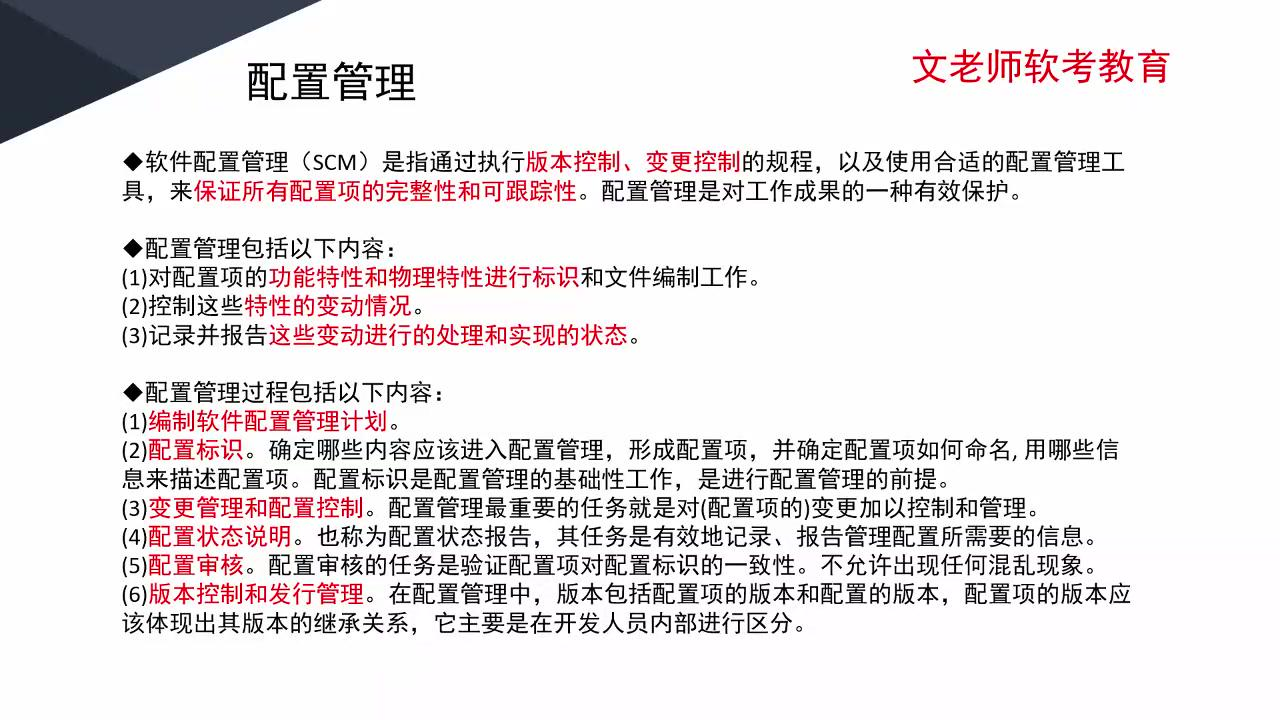 配置管理
文老师软考教育
◆软件配置管理（SCM）是指通过执行版本控制、变更控制的规程，以及使用合适的配置管理工
具，来保证所有配置项的完整性和可跟踪性。配置管理是对工作成果的一种有效保护。
◆配置管理包括以下内容：
(1)对配置项的功能特性和物理特性进行标识和文件编制工作。
(2)控制这些特性的变动情况。
(3)记录并报告这些变动进行的处理和实现的状态。
◆配置管理过程包括以下内容：
(1)编制软件配置管理计划。
(2)配置标识。确定哪些内容应该进入配置管理，形成配置项，并确定配置项如何命名, 用哪些信
息来描述配置项。配置标识是配置管理的基础性工作，是进行配置管理的前提。
(3)变更管理和配置控制。配置管理最重要的任务就是对(配置项的)变更加以控制和管理。
(4)配置状态说明。也称为配置状态报告，其任务是有效地记录、报告管理配置所需要的信息。
(5)配置审核。配置审核的任务是验证配置项对配置标识的一致性。不允许出现任何混乱现象。
(6)版本控制和发行管理。在配置管理中，版本包括配置项的版本和配置的版本，配置项的版本应
该体现出其版本的继承关系，它主要是在开发人员内部进行区分。